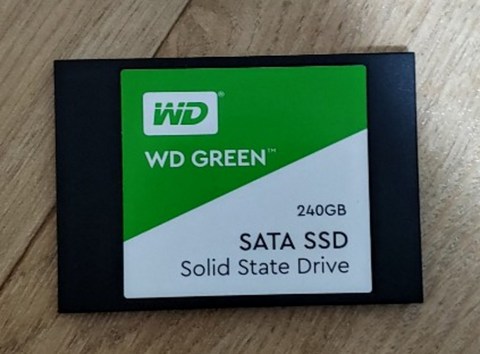 WD®
WD GREEN™
240GB
SATA SSD
Solid State Drive